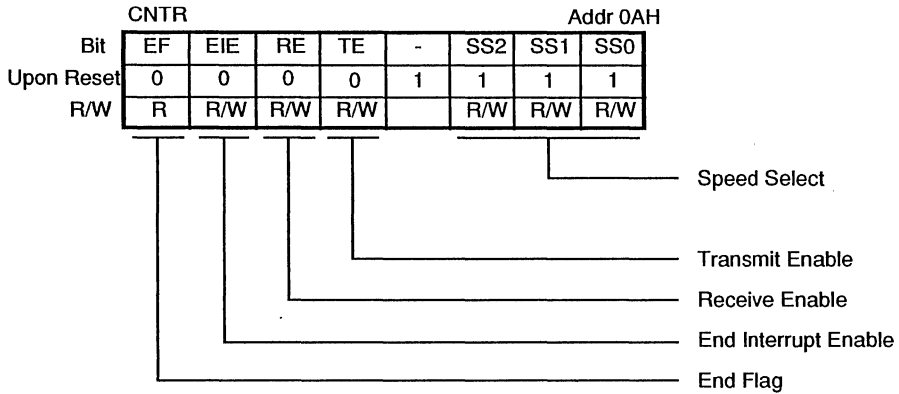 CNTR Addr 0AH
Bit EF EIE RE TE - SS2 SS1 SS0
Upon Reset 0 0 0 0 1 1 1 1
R/W R R/W R/W R/W R/W R/W R/W
Speed Select
Transmit Enable
Receive Enable
End Interrupt Enable
End Flag